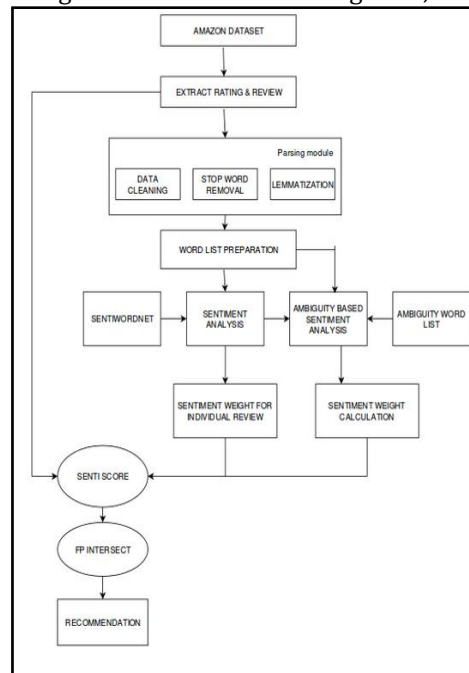 AMAZON DATASET
EXTRACT RATING & REVIEW
Parsing module
DATA
CLEANING
STOP WORD
REMOVAL
LEMMATIZATION
WORD LIST PREPARATION
SENTIWORDNET
SENTIMENT
ANALYSIS
AMBIGUITY BASED
SENTIMENT
ANALYSIS
AMBIGUITY WORD
LIST
SENTIMENT WEIGHT FOR
INDIVIDUAL REVIEW
SENTIMENT WEIGHT
CALCULATION
SENTI SCORE
FP INTERSECT
RECOMMENDATION